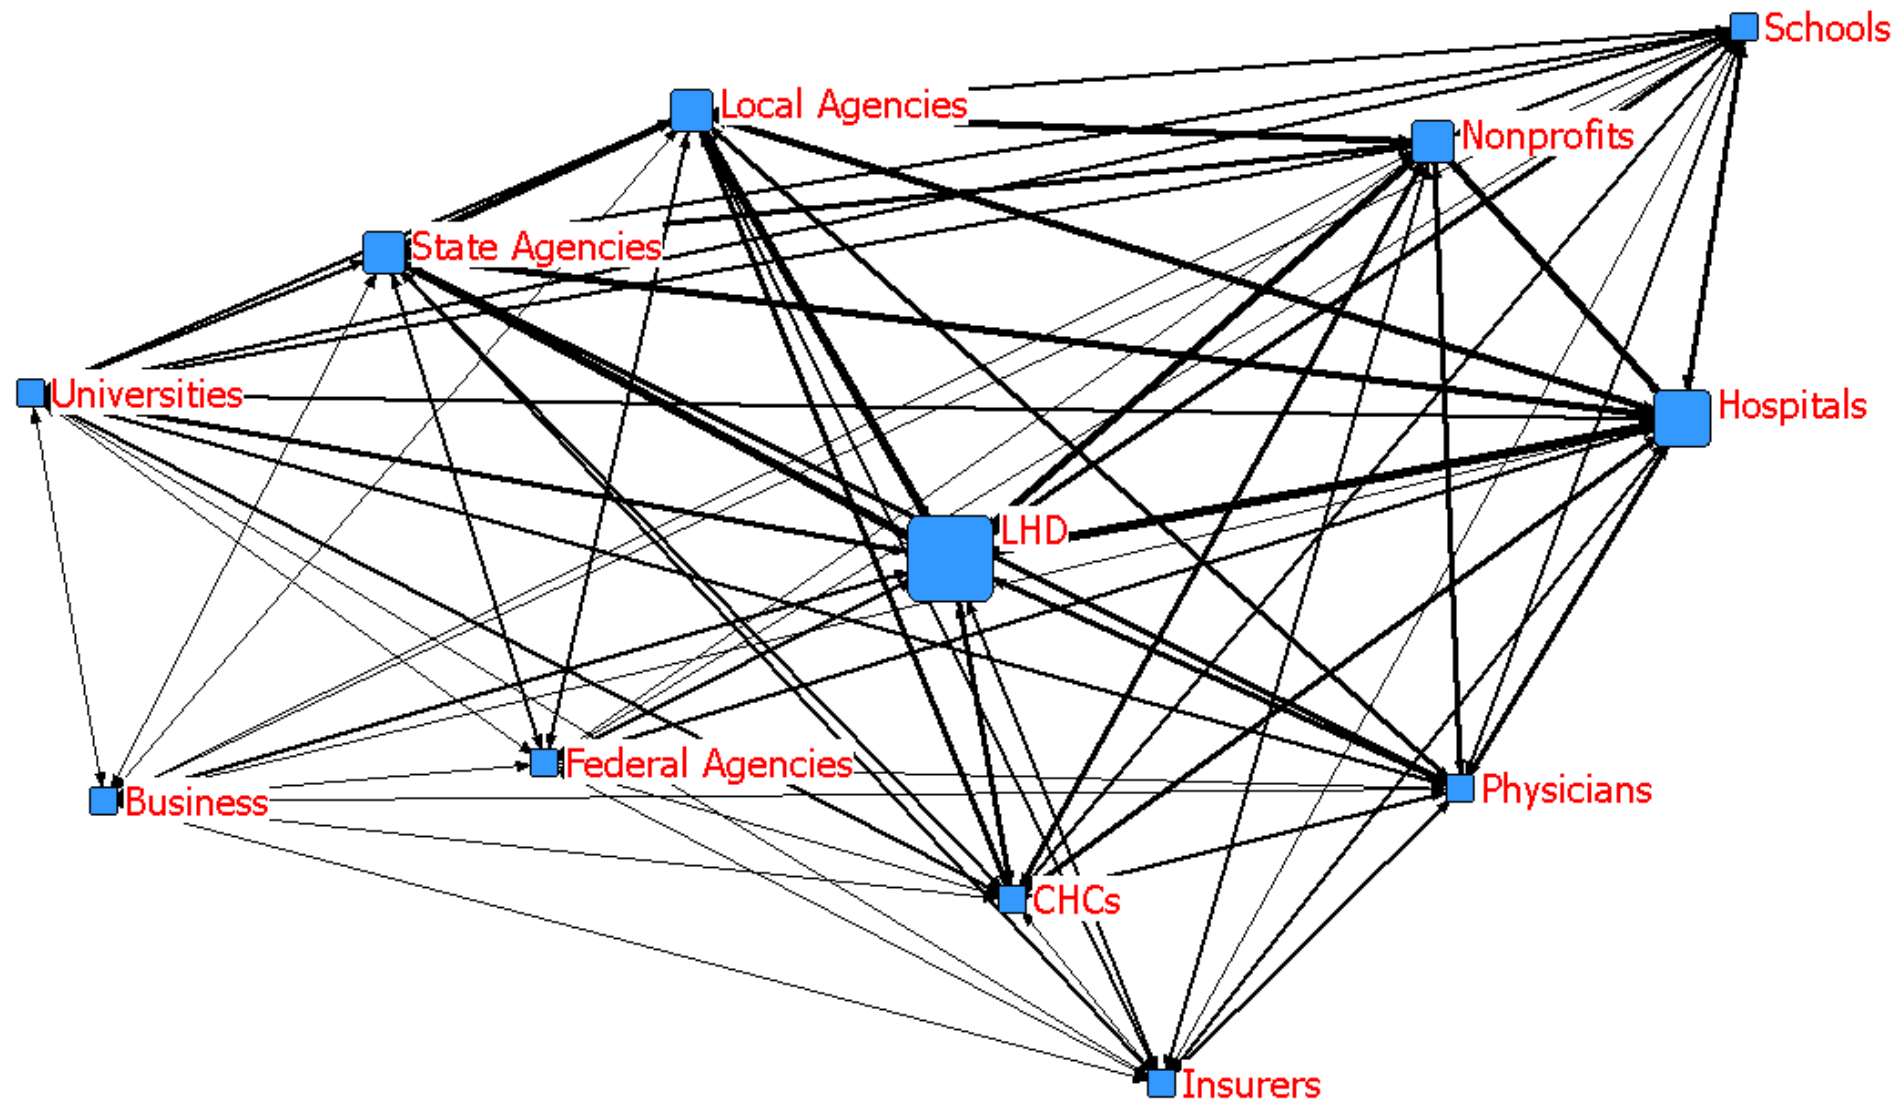 Schools
Local Agencies
Nonprofits
State Agencies
Universities
Hospitals
LHD
Federal Agencies
Business
Physicians
CHCs
Insurers